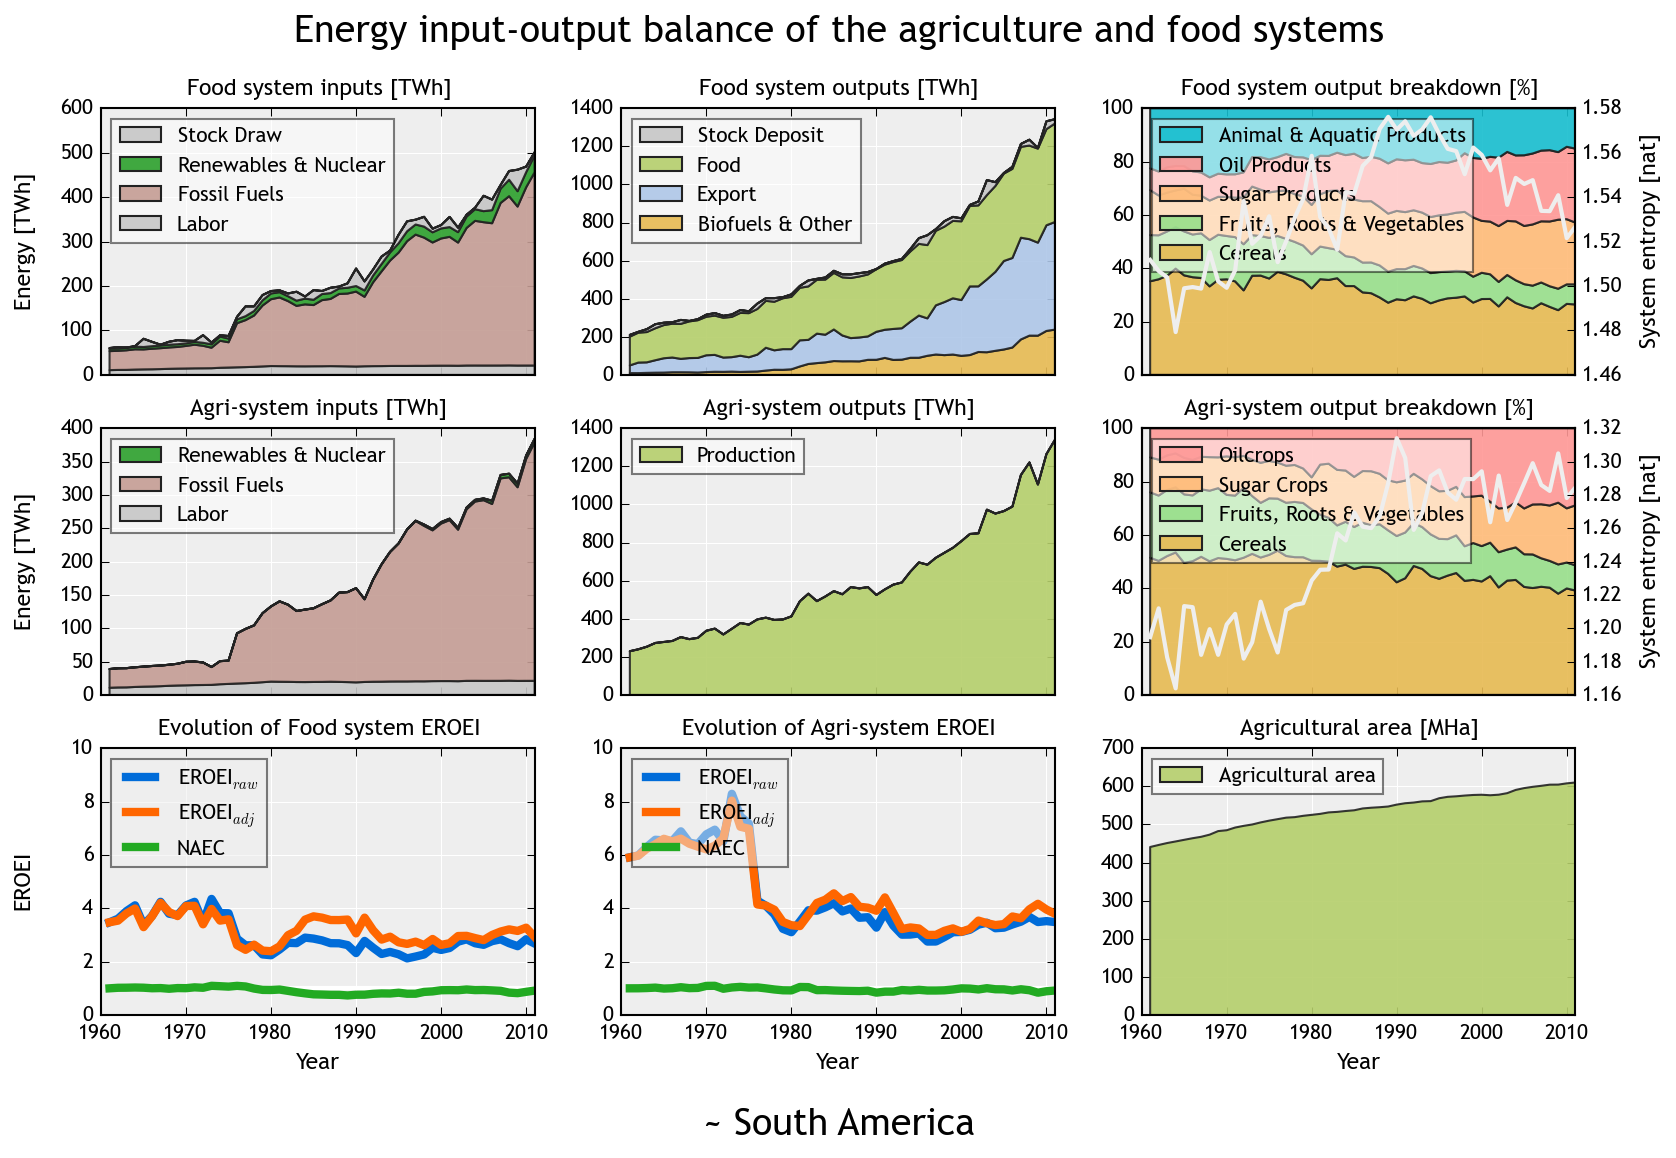 Energy input-output balance of the agriculture and food systems
Food system inputs [TWh]
Energy [TWh]
600
500
400
300
200
100
0
Stock Draw
Renewables & Nuclear
Fossil Fuels
Labor
Food system outputs [TWh]
1400
1200
1000
800
600
400
200
0
Stock Deposit
Food
Export
Biofuels & Other
Food system output breakdown [%]
100
80
60
40
20
0
Animal & Aquatic Products
Oil Products
Sugar Products
Fruits, Roots & Vegetables
Cereals
1.58
1.56
1.54
1.52
1.50
1.48
1.46
System entropy [nat]
Agri-system inputs [TWh]
Energy [TWh]
400
350
300
250
200
150
100
50
0
Renewables & Nuclear
Fossil Fuels
Labor
Agri-system outputs [TWh]
1400
1200
1000
800
600
400
200
0
Production
Agri-system output breakdown [%]
100
80
60
40
20
0
Oilcrops
Sugar Crops
Fruits, Roots & Vegetables
Cereals
1.32
1.30
1.28
1.26
1.24
1.22
1.20
1.18
1.16
System entropy [nat]
Evolution of Food system EROEI
EROEI
10
8
6
4
2
0
EROEI raw
EROEI adj
NAEC
1960 1970 1980 1990 2000 2010
Year
Evolution of Agri-system EROEI
10
8
6
4
2
0
EROEI raw
EROEI adj
NAEC
1960 1970 1980 1990 2000 2010
Year
Agricultural area [MHa]
700
600
500
400
300
200
100
0
Agricultural area
1960 1970 1980 1990 2000 2010
Year
~ South America